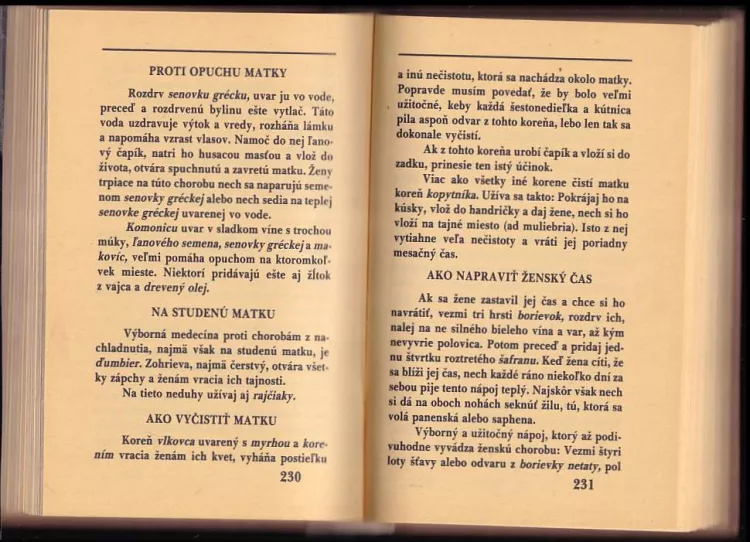 PROTI OPUCHU MATKY
Rozdrv senovku grécku, uvar ju vo vode,
preceď a rozdrvenú bylinu ešte vytlač. Táto
voda uzdravuje výtok a vredy, rozháňa lámku
a napomáha vzrast vlasov. Namoč do nej ľano-
vý čapík, natri ho husacou masťou a vlož do
života, otvára spuchnutú a zavretú matku. Ženy
trpiace na túto chorobu nech sa naparujú seme-
nom senovky gréckej alebo nech sedia na teplej
senovke gréckej uvarenej vo vode.
Komonicu uvar v sladkom víne s trochou
múky, ľanového semena, senovky gréckej a ma-
kovíc, veľmi pomáha opuchom na ktoromkoľ-
vek mieste. Niektorí pridávajú ešte aj žĺtok
z vajca a drevený olej.
NA STUDENÚ MATKU
Výborná medecína proti chorobám z na-
chladnutia, najmä však na studenú matku, je
ďumbier. Zohrieva, najmä čerstvý, otvára všet-
ky zápchy a ženám vracia ich tajnosti.
Na tieto neduhy užívaj aj rajčiaky.
AKO VYČISTIŤ MATKU
Koreň vlkovca uvarený s myrhou a kore-
ním vracia ženám ich kvet, vyháňa postieľku
230
a inú nečistotu, ktorá sa nachádza okolo matky.
Popravde musím povedať, že by bolo veľmi
užitočné, keby každá šestonedieľka a kútnica
pila aspoň odvar z tohto koreňa, lebo len tak sa
dokonale vyčistí.
Ak z tohto koreňa urobí čapík a vloží si do
zadku, prinesie ten istý účinok.
Viac ako všetky iné korene čistí matku
koreň kopytníka. Užíva sa takto: Pokrájaj ho na
kúsky, vlož do handričky a daj žene, nech si ho
vloží na tajné miesto (ad muliebria). Isto z nej
vytiahne veľa nečistoty a vráti jej poriadny
mesačný čas.
AKO NAPRAVIŤ ŽENSKÝ ČAS
Ak sa žene zastavil jej čas a chce si ho
navrátiť, vezmi tri hrsti borievok, rozdrv ich,
nalej na ne silného bieleho vína a var, až kým
nevyvrie polovica. Potom preceď a pridaj jed-
nu štvrtku roztretého šafranu. Keď žena cíti, že
sa blíži jej čas, nech každé ráno niekoľko dní za
sebou pije tento nápoj teplý. Najskôr však nech
si dá na oboch nohách seknúť žilu, tú, ktorá sa
volá panenská alebo saphena.
Výborný a užitočný nápoj, ktorý až podi-
vuhodne vyvádza ženskú chorobu: Vezmi štyri
loty šťavy alebo odvaru z borievky netaty, pol
231